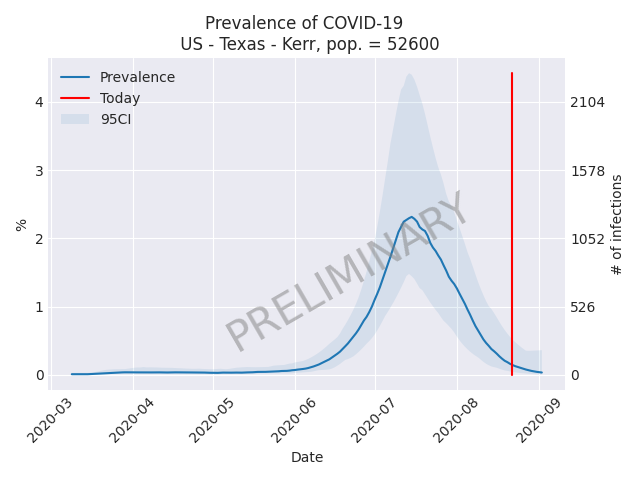 Prevalence of COVID-19
US - Texas - Kerr, pop. = 52600
Prevalence
Today
95CI
4
3
2
1
0
%
2104
1578
1052
526
0
# of infections
PRELIMINARY
2020-03
2020-04
2020-05
2020-06
2020-07
2020-08
2020-09
Date